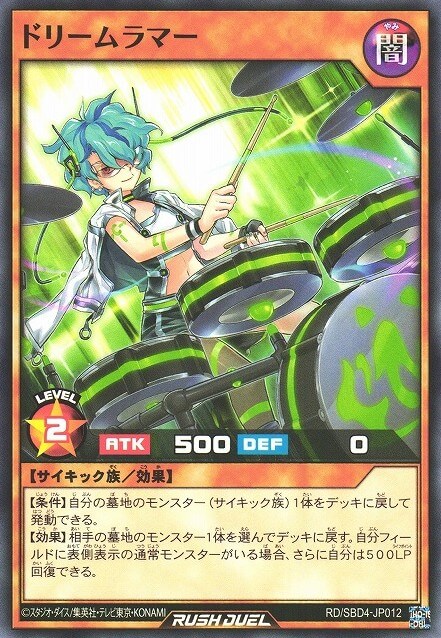 ドリームラマー
やみ
闇
LEVEL
2
ATK 500 DEF 0
【サイキック族／効果】
【条件】自分の墓地のモンスター（サイキック族）1体をデッキに戻して
発動できる。
【効果】相手の墓地のモンスター1体を選んでデッキに戻す。自分フィー
ルドに表側表示の通常モンスターがいる場合、さらに自分は500LP
回復できる。
©スタジオ・ダイス/集英社・テレビ東京・KONAMI
RUSH DUEL
RD/SBD4-JP012